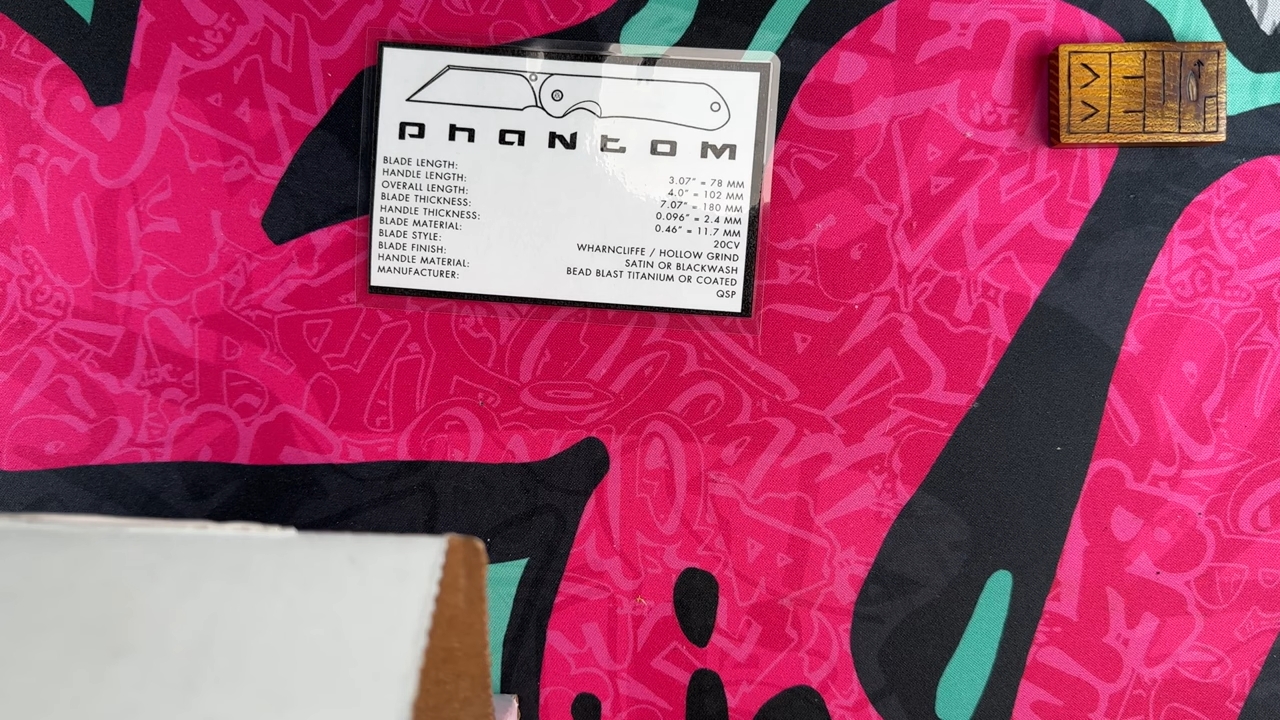 phantom
BLADE LENGTH: 3.07" = 78 MM
HANDLE LENGTH: 4.0" = 102 MM
OVERALL LENGTH: 7.07" = 180 MM
BLADE THICKNESS: 0.096" = 2.4 MM
HANDLE THICKNESS: 0.46" = 11.7 MM
BLADE MATERIAL: 20CV
BLADE STYLE: WHARNCLIFFE / HOLLOW GRIND
BLADE FINISH: SATIN OR BLACKWASH
HANDLE MATERIAL: BEAD BLAST TITANIUM OR COATED
MANUFACTURER: QSP